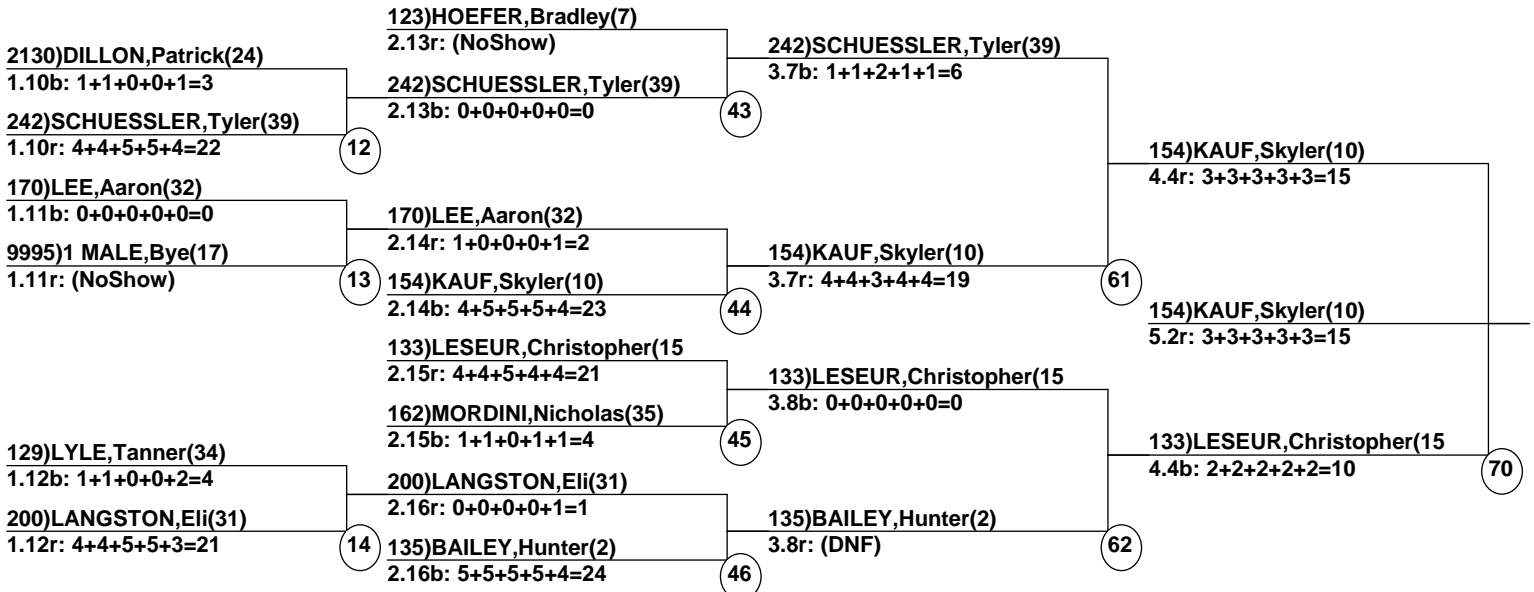 2130)DILLON,Patrick(24)
1.10b: 1+1+0+0+1=3
242)SCHUESSLER,Tyler(39)
1.10r: 4+4+5+5+4=22
12
170)LEE,Aaron(32)
1.11b: 0+0+0+0+0=0
9995)1 MALE,Bye(17)
1.11r: (NoShow)
13
129)LYLE,Tanner(34)
1.12b: 1+1+0+0+2=4
200)LANGSTON,Eli(31)
1.12r: 4+4+5+5+3=21
14
123)HOEFER,Bradley(7)
2.13r: (NoShow)
242)SCHUESSLER,Tyler(39)
2.13b: 0+0+0+0+0=0
43
170)LEE,Aaron(32)
2.14r: 1+0+0+0+1=2
154)KAUF,Skyler(10)
2.14b: 4+5+5+5+4=23
44
133)LESEUR,Christopher(15
2.15r: 4+4+5+4+4=21
162)MORDINI,Nicholas(35)
2.15b: 1+1+0+1+1=4
45
200)LANGSTON,Eli(31)
2.16r: 0+0+0+0+1=1
135)BAILEY,Hunter(2)
2.16b: 5+5+5+5+4=24
46
242)SCHUESSLER,Tyler(39)
3.7b: 1+1+2+1+1=6
154)KAUF,Skyler(10)
3.7r: 4+4+3+4+4=19
61
133)LESEUR,Christopher(15
3.8b: 0+0+0+0+0=0
135)BAILEY,Hunter(2)
3.8r: (DNF)
62
154)KAUF,Skyler(10)
4.4r: 3+3+3+3+3=15
133)LESEUR,Christopher(15
4.4b: 2+2+2+2+2=10
70
154)KAUF,Skyler(10)
5.2r: 3+3+3+3+3=15